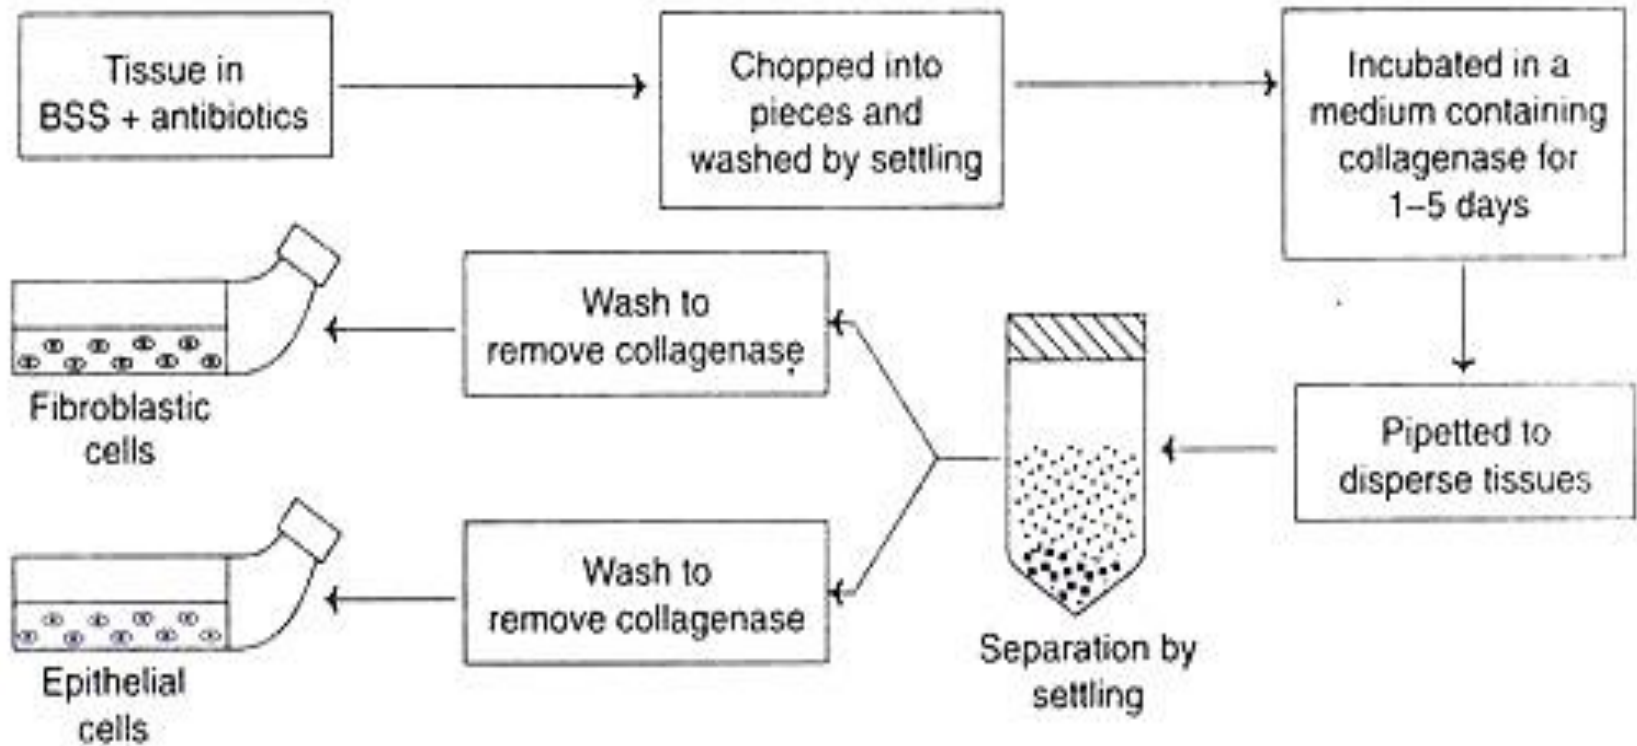 Tissue in
BSS + antibiotics
Chopped into
pieces and
washed by settling
Incubated in a
medium containing
collagenase for
1–5 days
Pipetted to
disperse tissues
Separation by
settling
Wash to
remove collagenase
Fibroblastic
cells
Wash to
remove collagenase
Epithelial
cells